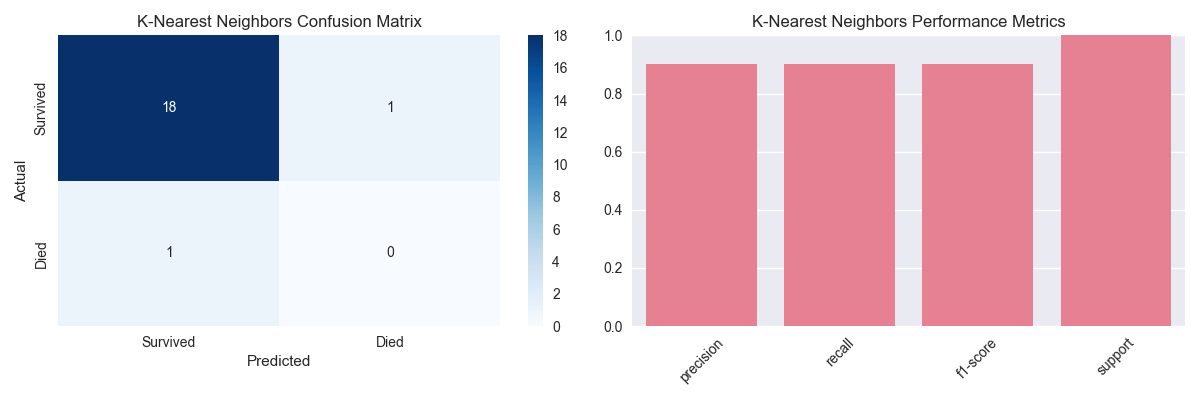 K-Nearest Neighbors Confusion Matrix
Actual
Survived
Died
18
1
1
0
Survived
Died
Predicted
18
16
14
12
10
8
6
4
2
0
K-Nearest Neighbors Performance Metrics
1.0
0.8
0.6
0.4
0.2
0.0
precision
recall
f1-score
support